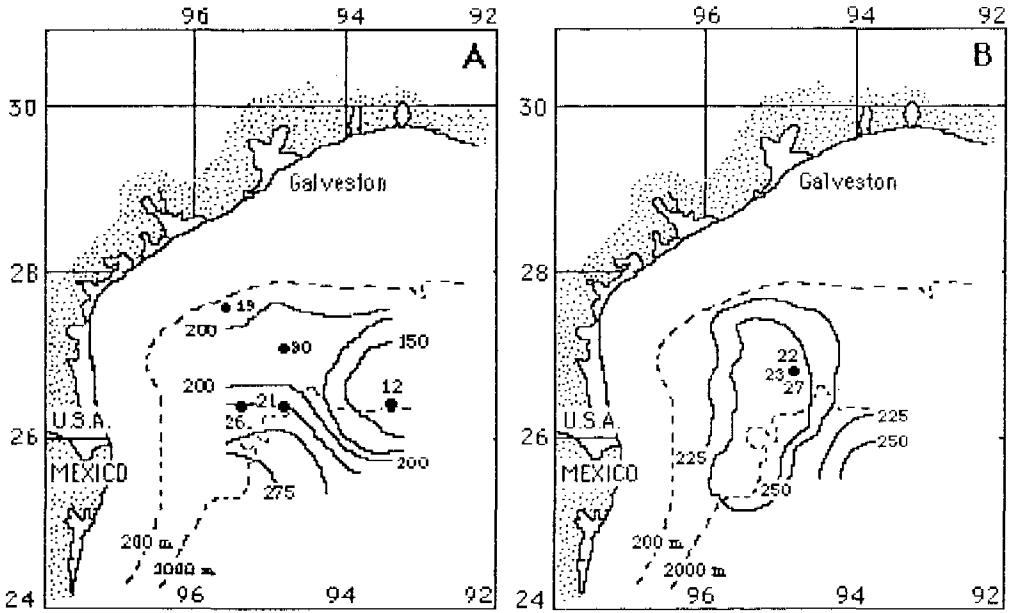 96 94 92 96 94 92
A B
30 30
Galveston Galveston
28 28
19
200
90 150
22
23
27
200 12
21
26
U.S.A. U.S.A.
225
26 26
250
MEXICO MEXICO
200 225
275 250
200 m. 200 m.
2000 m. 2000 m.
24 24
96 94 92 96 94 92